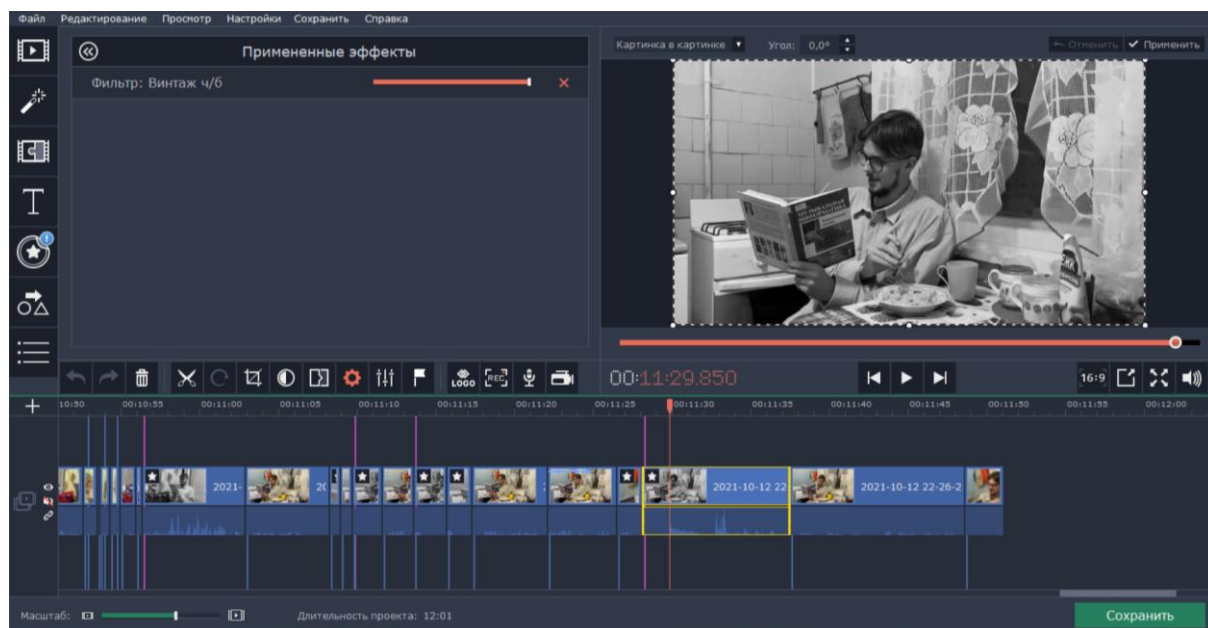 Файл Редактирование Просмотр Настройки Сохранить Справка
Примененные эффекты
Фильтр: Винтаж ч/б
Картинка в картинке Угол: 0,0° Отменить Применить
МУЗЫКАЛЬНАЯ
ИНФОРМАТИКА
T
LOGO REC 00:11:29.850 16:9
10:50 00:10:55 00:11:00 00:11:05 00:11:10 00:11:15 00:11:20 00:11:25 00:11:30 00:11:35 00:11:40 00:11:45 00:11:50 00:11:55 00:12:00
2021- 20 2021-10-12 22 2021-10-12 22-26-2
Масштаб: Длительность проекта: 12:01 Сохранить